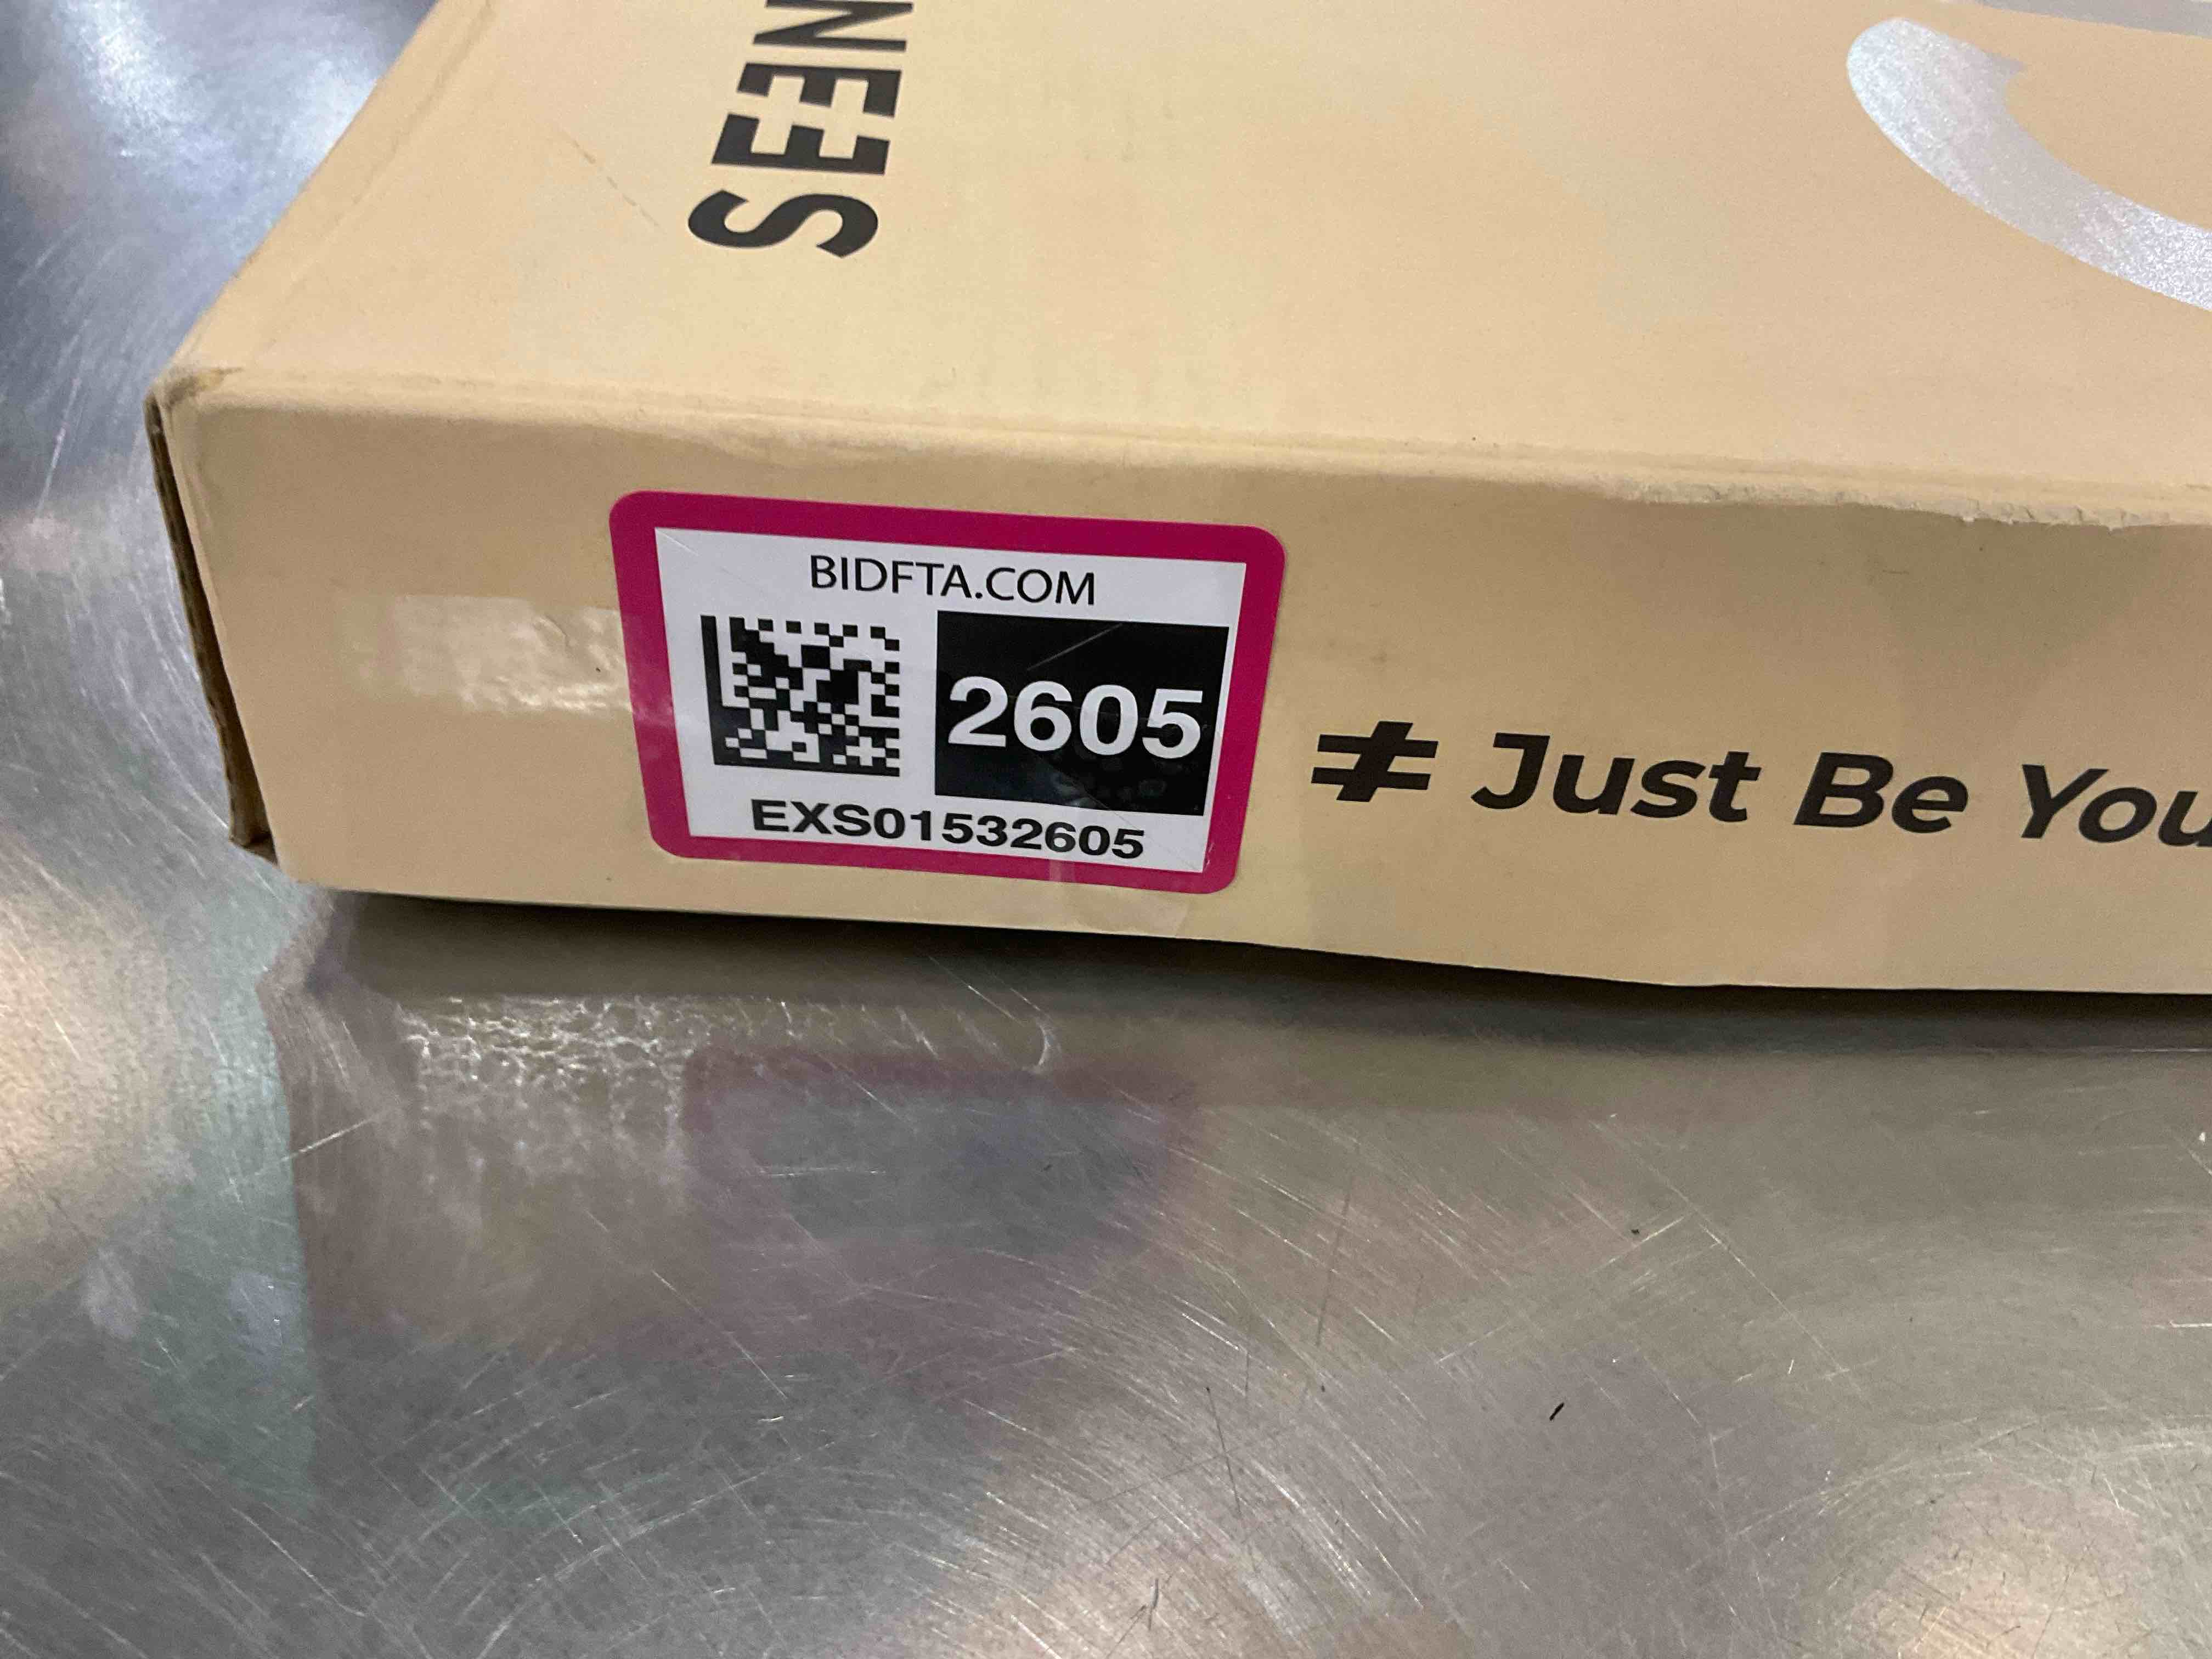 SEEN
BIDFTA.COM
2605
EXS01532605
≠ Just Be You